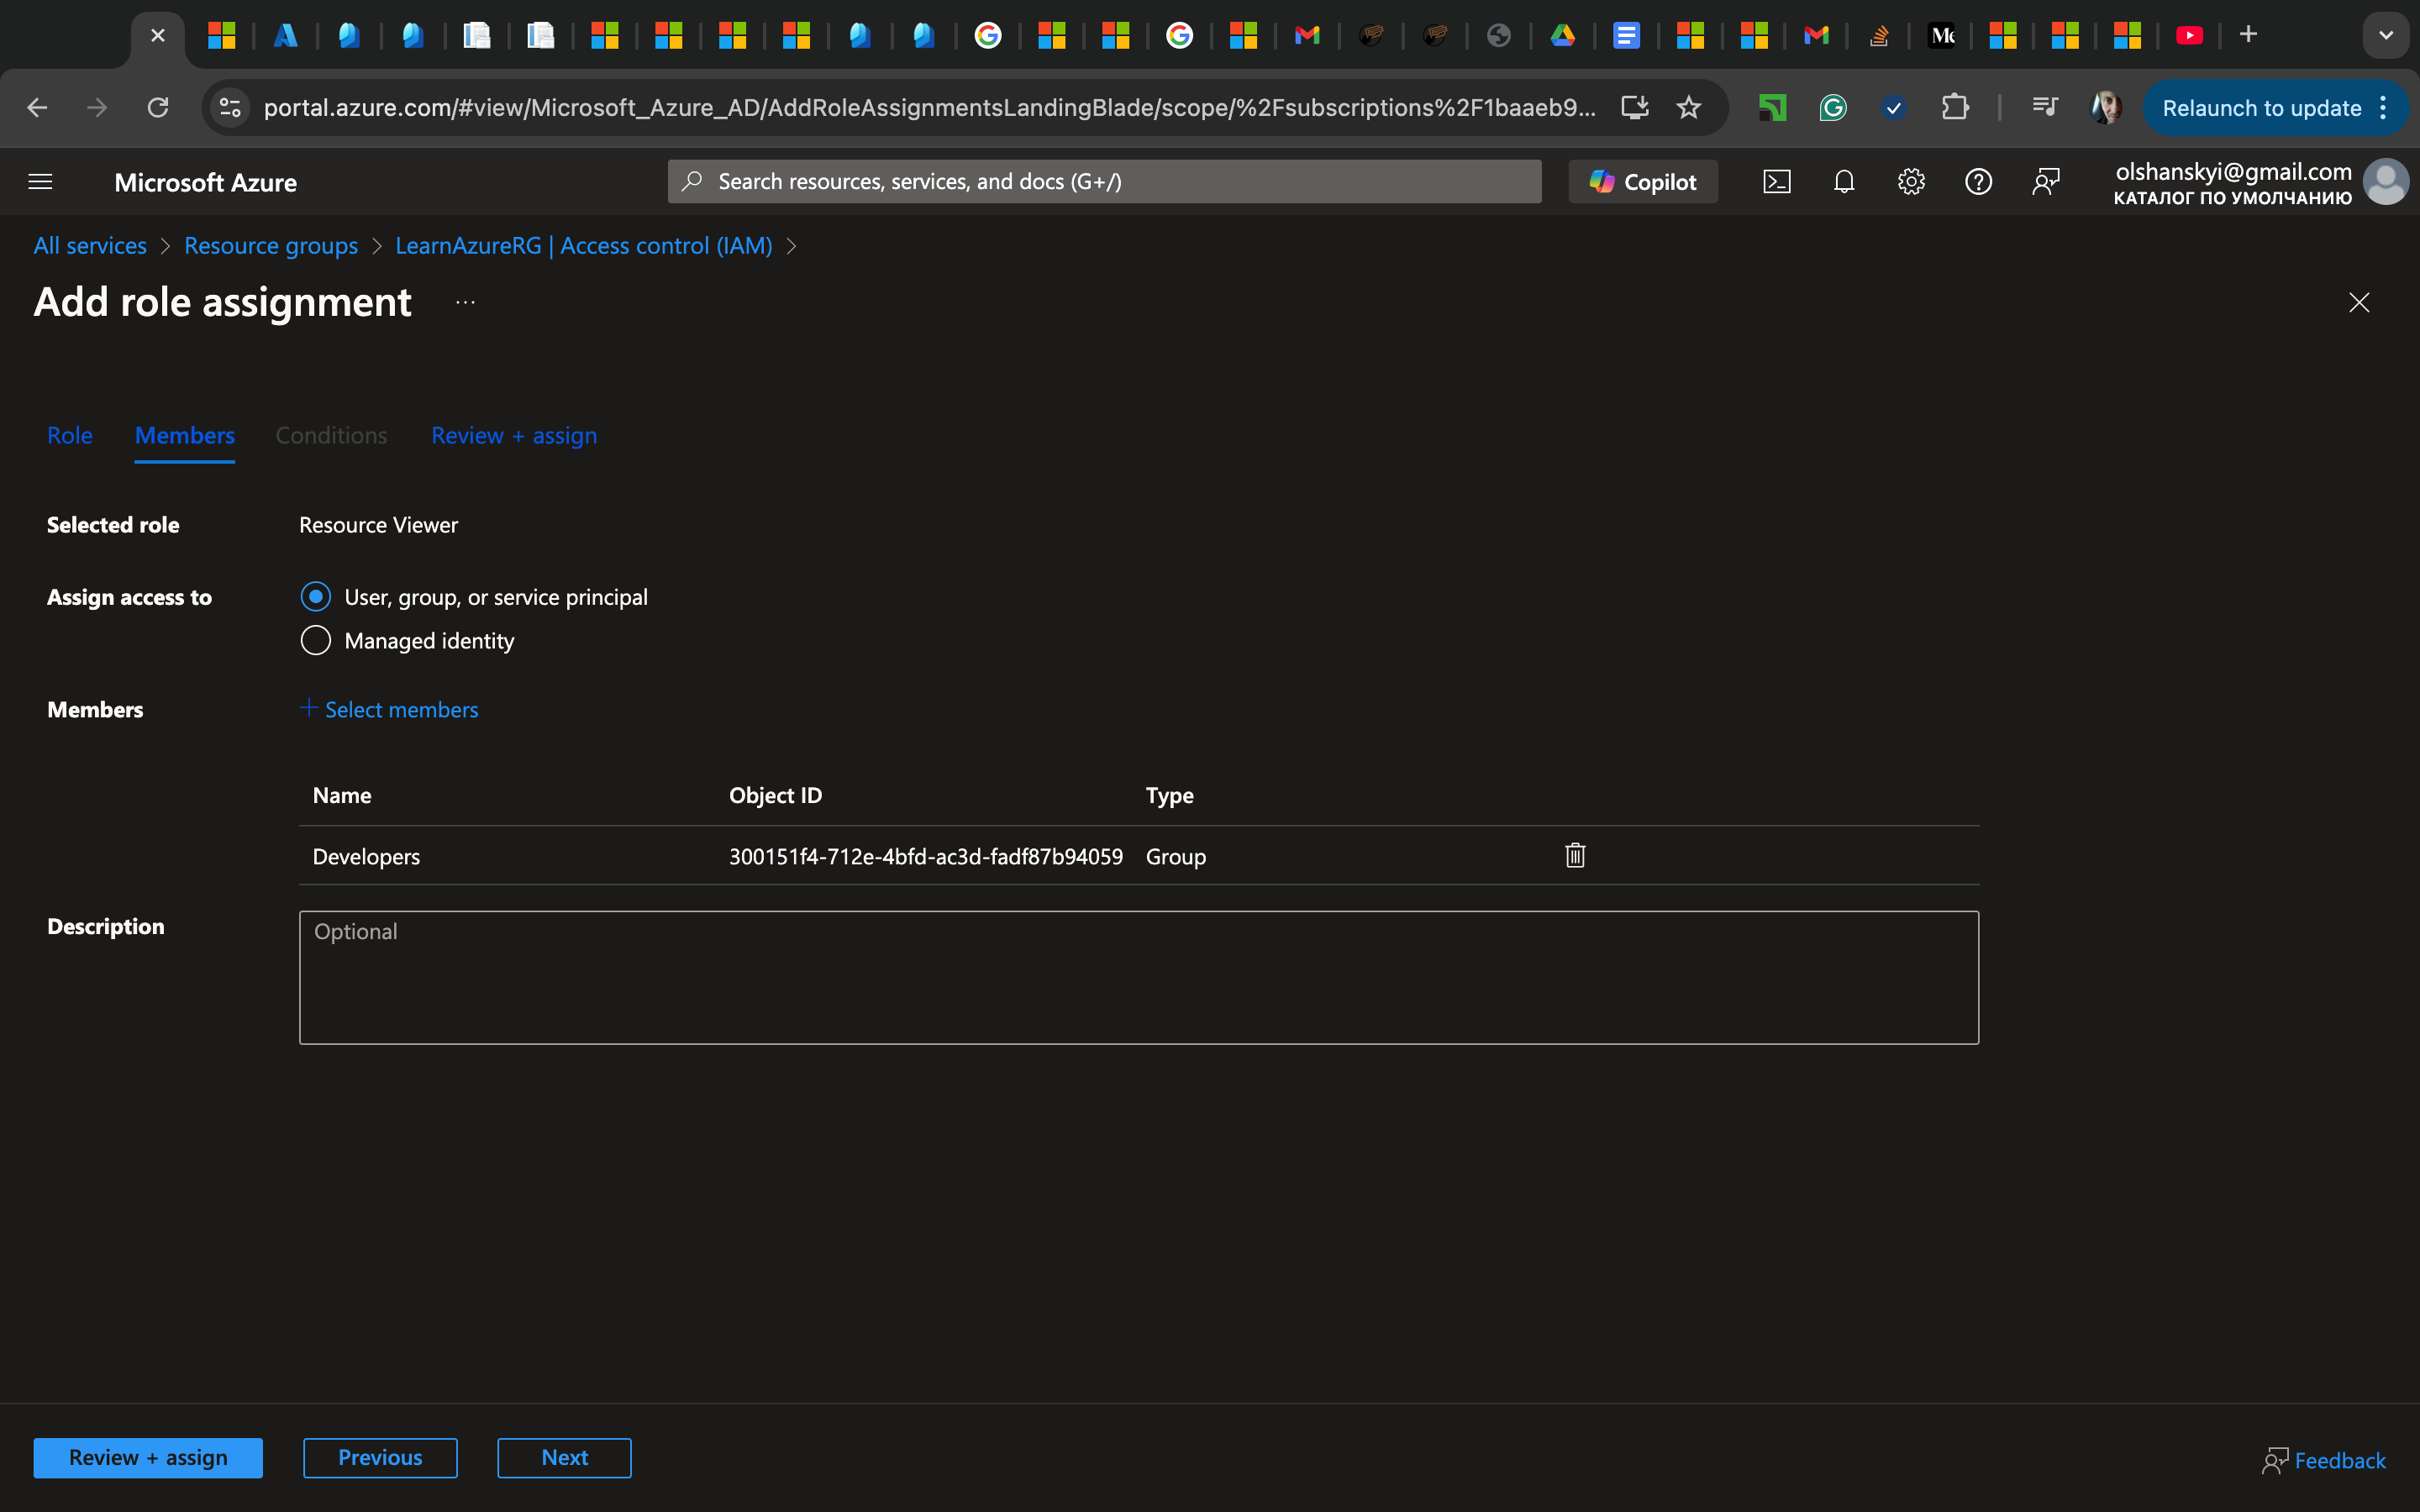 portal.azure.com/#view/Microsoft_Azure_AD/AddRoleAssignmentsLandingBlade/scope/%2Fsubscriptions%2F1baaeb9...
Relaunch to update
Microsoft Azure
Search resources, services, and docs (G+/)
Copilot
olshanskyi@gmail.com
КАТАЛОГ ПО УМОЛЧАНИЮ
All services > Resource groups > LearnAzureRG | Access control (IAM) >
Add role assignment ...
Role Members Conditions Review + assign
Selected role Resource Viewer
Assign access to User, group, or service principal
Managed identity
Members + Select members
Name Object ID Type
Developers 300151f4-712e-4bfd-ac3d-fadf87b94059 Group
Description Optional
Review + assign Previous Next Feedback